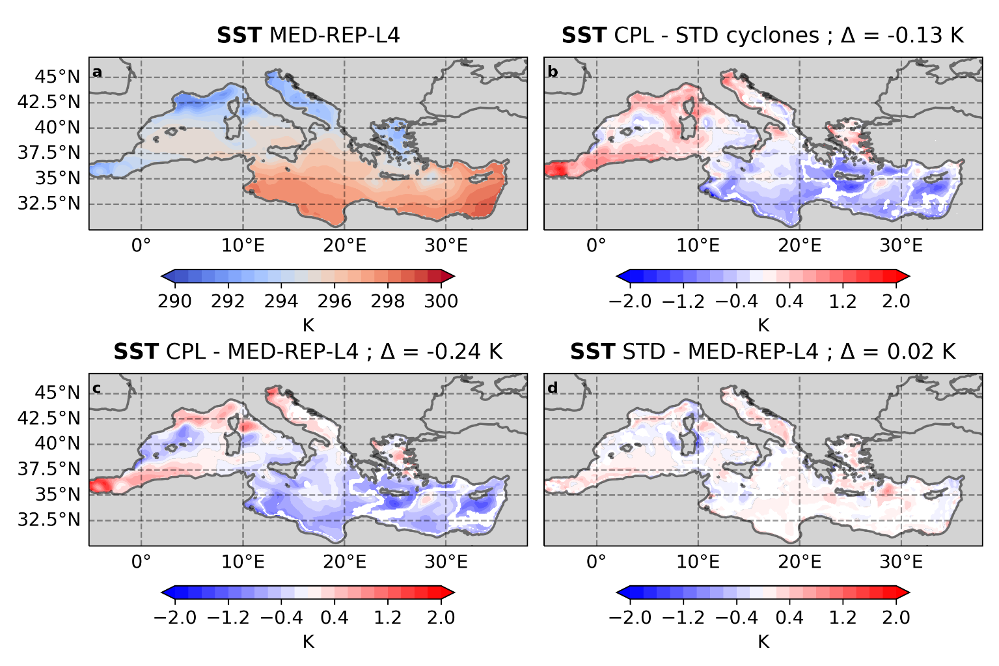 SST MED-REP-L4
SST CPL - STD cyclones ; Δ = -0.13 K
a
45°N
42.5°N
40°N
37.5°N
35°N
32.5°N
0° 10°E 20°E 30°E
290 292 294 296 298 300
K
b
0° 10°E 20°E 30°E
−2.0 −1.2 −0.4 0.4 1.2 2.0
K
SST CPL - MED-REP-L4 ; Δ = -0.24 K
SST STD - MED-REP-L4 ; Δ = 0.02 K
c
45°N
42.5°N
40°N
37.5°N
35°N
32.5°N
0° 10°E 20°E 30°E
−2.0 −1.2 −0.4 0.4 1.2 2.0
K
d
0° 10°E 20°E 30°E
−2.0 −1.2 −0.4 0.4 1.2 2.0
K